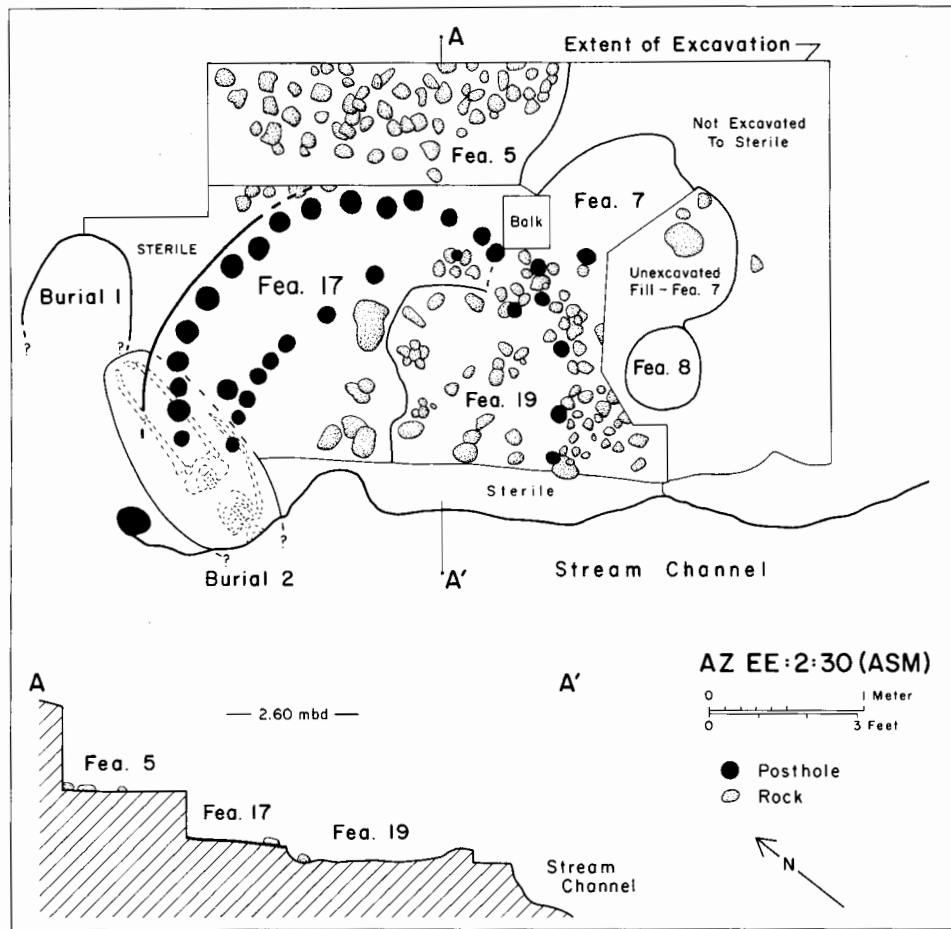 A
Extent of Excavation
Not Excavated
To Sterile
Fea. 5
Fea. 7
Balk
STERILE
Burial 1
Fea. 17
Unexcavated
Fill - Fea. 7
?
?
Fea. 8
Fea. 19
Sterile
?
?
Burial 2
A'
Stream Channel
AZ EE:2:30 (ASM)
A
A'
0 1 Meter
0 3 Feet
2.60 mbd
Fea. 5
Posthole
Rock
Fea. 17
Fea. 19
Stream
Channel
N